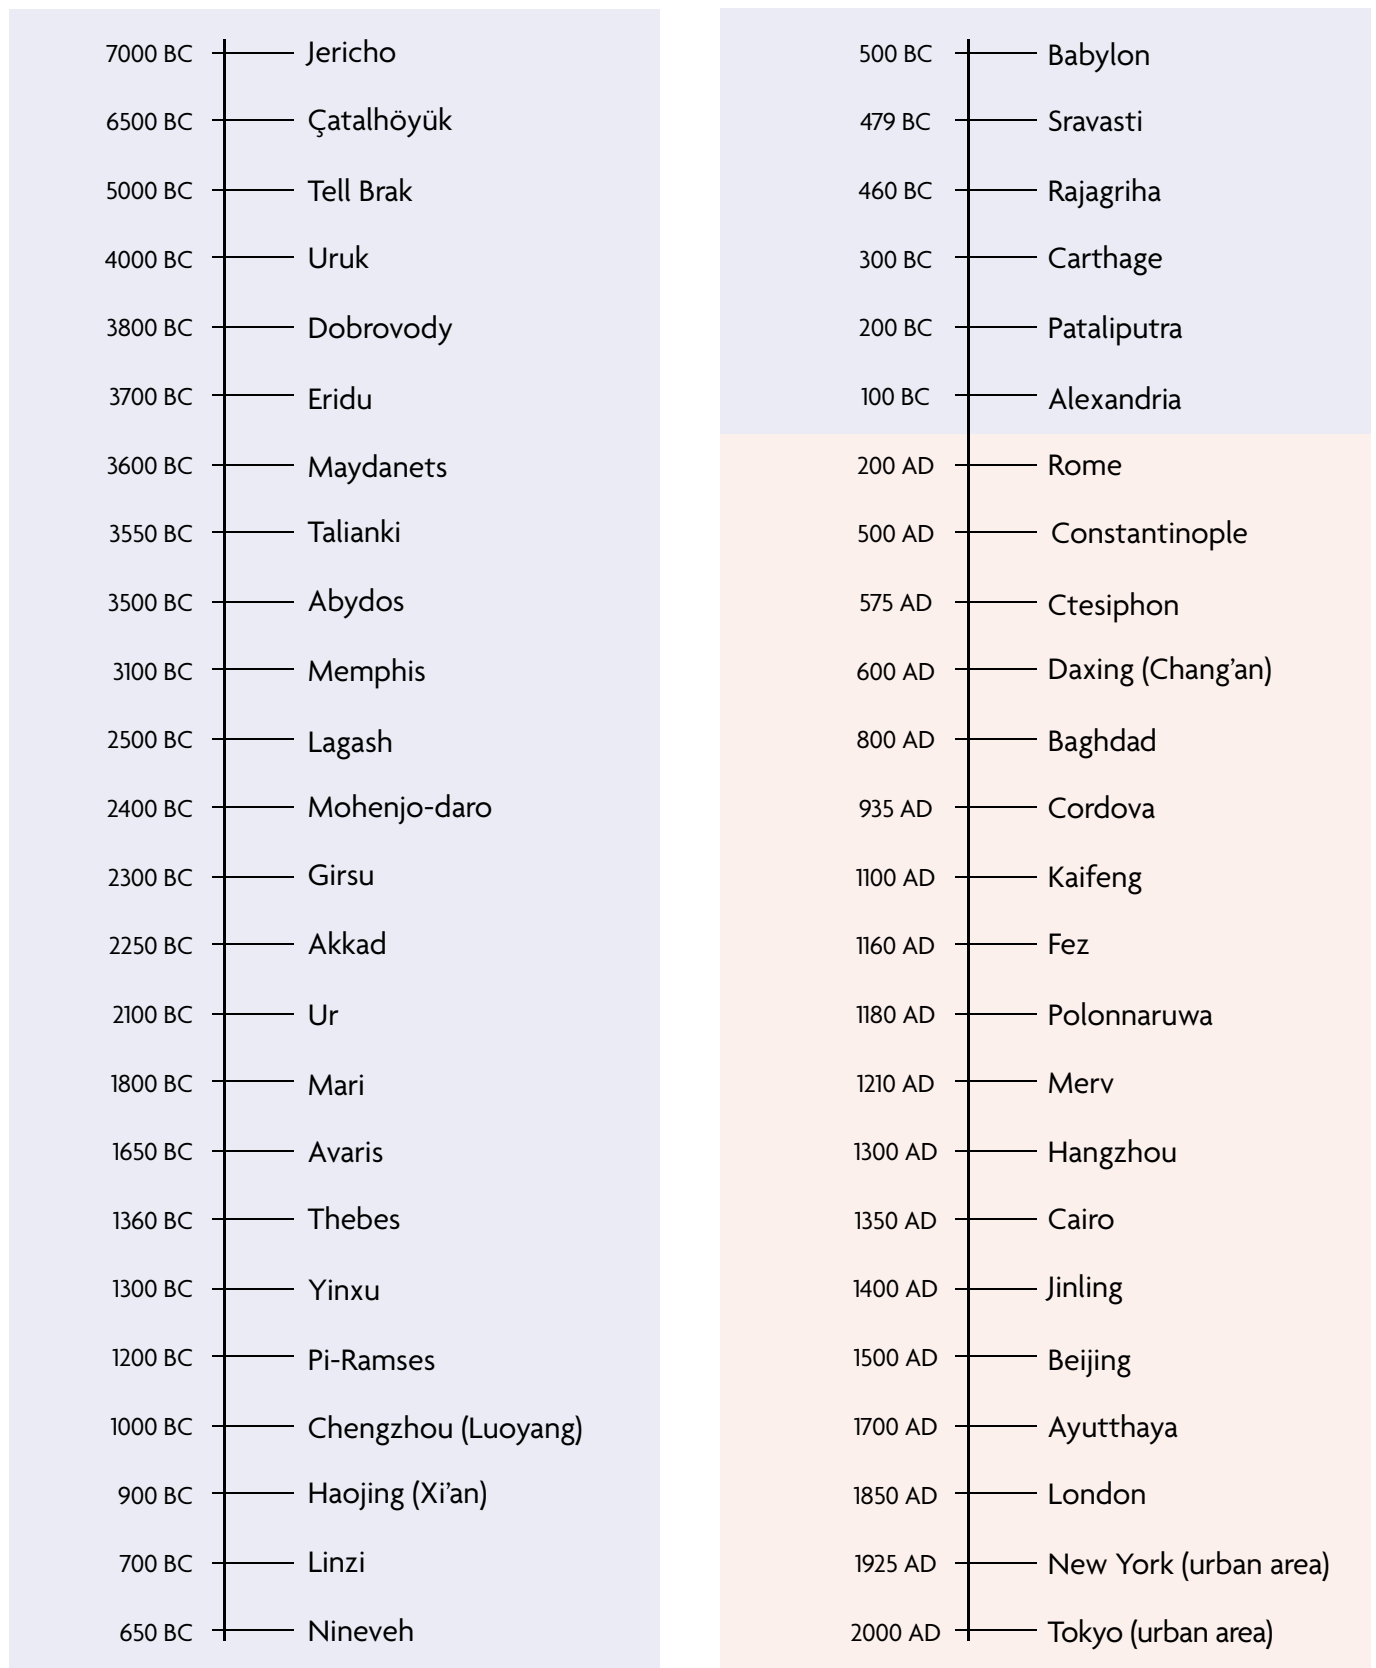 7000 BC Jericho
6500 BC Çatalhöyük
5000 BC Tell Brak
4000 BC Uruk
3800 BC Dobrovody
3700 BC Eridu
3600 BC Maydanets
3550 BC Talianki
3500 BC Abydos
3100 BC Memphis
2500 BC Lagash
2400 BC Mohenjo-daro
2300 BC Girsu
2250 BC Akkad
2100 BC Ur
1800 BC Mari
1650 BC Avaris
1360 BC Thebes
1300 BC Yinxu
1200 BC Pi-Ramses
1000 BC Chengzhou (Luoyang)
900 BC Haojing (Xi’an)
700 BC Linzi
650 BC Nineveh
500 BC Babylon
479 BC Sravasti
460 BC Rajagriha
300 BC Carthage
200 BC Pataliputra
100 BC Alexandria
200 AD Rome
500 AD Constantinople
575 AD Ctesiphon
600 AD Daxing (Chang’an)
800 AD Baghdad
935 AD Cordova
1100 AD Kaifeng
1160 AD Fez
1180 AD Polonnaruwa
1210 AD Merv
1300 AD Hangzhou
1350 AD Cairo
1400 AD Jinling
1500 AD Beijing
1700 AD Ayutthaya
1850 AD London
1925 AD New York (urban area)
2000 AD Tokyo (urban area)